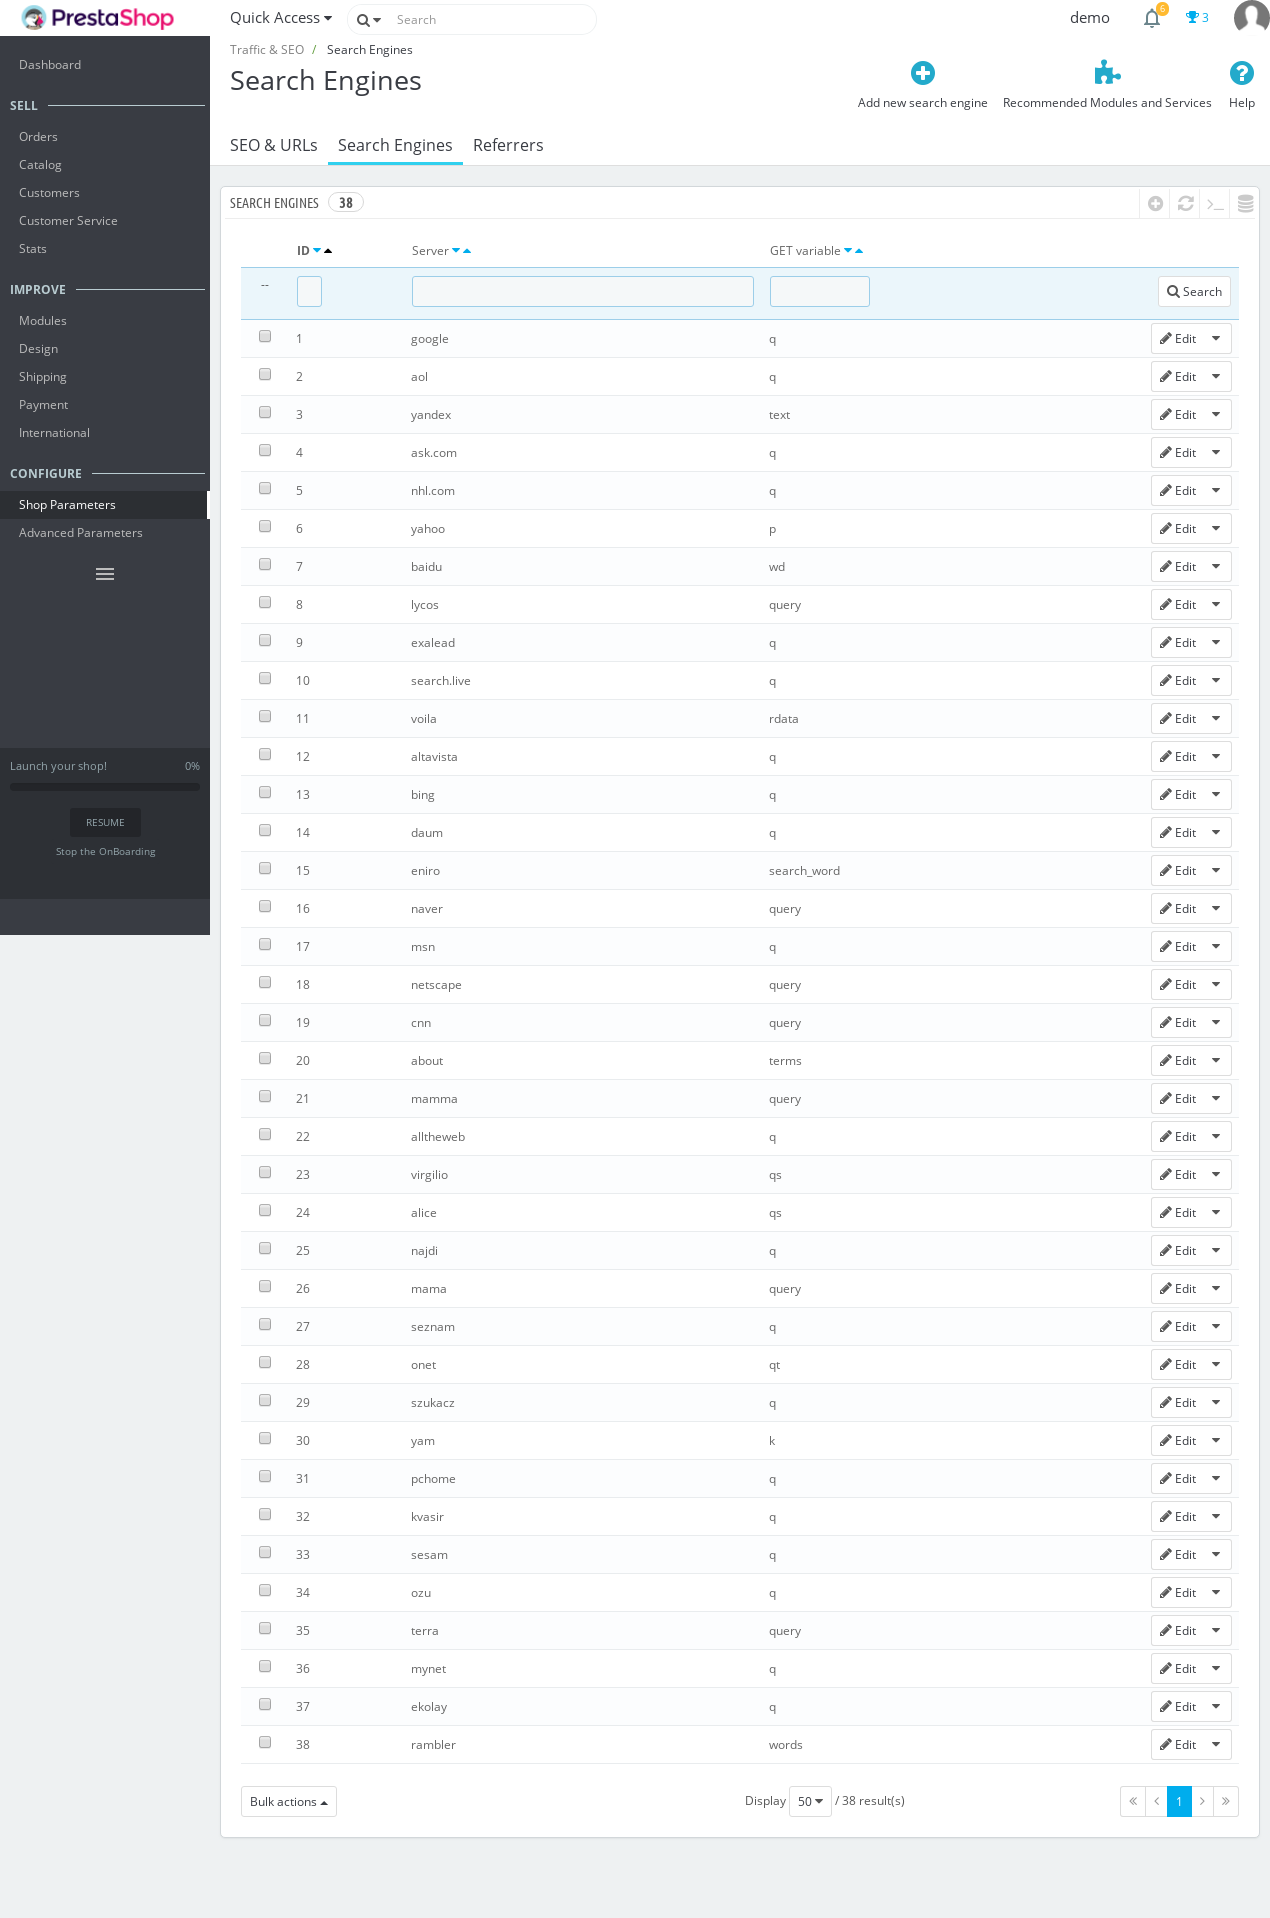 PrestaShop
Quick Access
Search
demo
6
3
Dashboard
SELL
Orders
Catalog
Customers
Customer Service
Stats
IMPROVE
Modules
Design
Shipping
Payment
International
CONFIGURE
Shop Parameters
Advanced Parameters
Launch your shop! 0%
RESUME
Stop the OnBoarding
Traffic & SEO / Search Engines
Search Engines
Add new search engine
Recommended Modules and Services
Help
SEO & URLs
Search Engines
Referrers
SEARCH ENGINES 38
ID Server GET variable
-- Search
1 google q Edit
2 aol q Edit
3 yandex text Edit
4 ask.com q Edit
5 nhl.com q Edit
6 yahoo p Edit
7 baidu wd Edit
8 lycos query Edit
9 exalead q Edit
10 search.live q Edit
11 voila rdata Edit
12 altavista q Edit
13 bing q Edit
14 daum q Edit
15 eniro search_word Edit
16 naver query Edit
17 msn q Edit
18 netscape query Edit
19 cnn query Edit
20 about terms Edit
21 mamma query Edit
22 alltheweb q Edit
23 virgilio qs Edit
24 alice qs Edit
25 najdi q Edit
26 mama query Edit
27 seznam q Edit
28 onet qt Edit
29 szukacz q Edit
30 yam k Edit
31 pchome q Edit
32 kvasir q Edit
33 sesam q Edit
34 ozu q Edit
35 terra query Edit
36 mynet q Edit
37 ekolay q Edit
38 rambler words Edit
Bulk actions
Display 50 / 38 result(s)
1